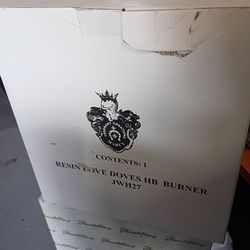 CONTENTS: 1
RESIN LOVE DOVES HB BURNER
JWH27